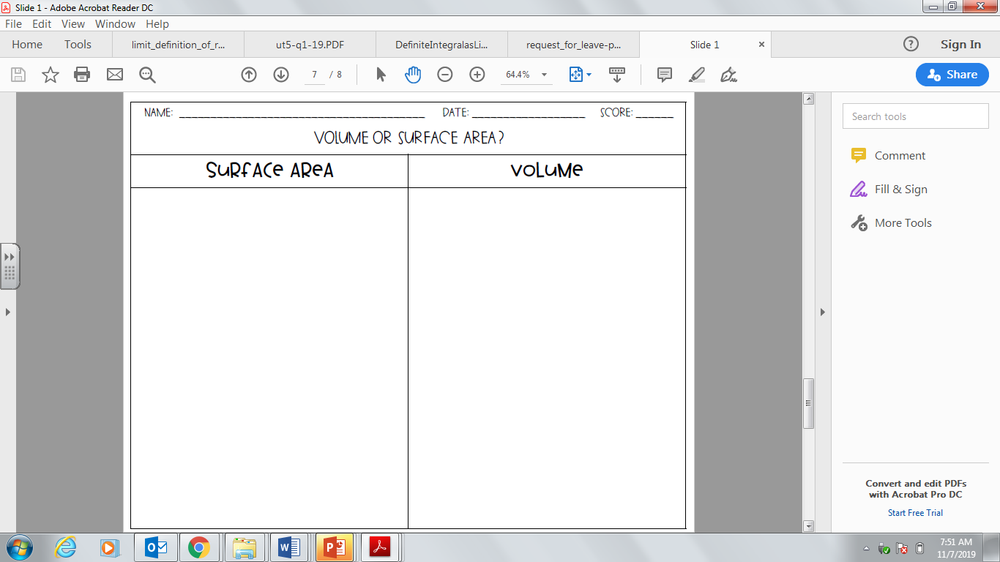 Slide 1 - Adobe Acrobat Reader DC
File Edit View Window Help
Home Tools limit_definition_of_r... ut5-q1-19.PDF DefiniteIntegralasLi... request_for_leave-p... Slide 1 Sign In
7 / 8 64.4% Share
NAME: DATE: SCORE:
VOLUME OR SURFACE AREA?
SURFACE AREA VOLUME
Search tools
Comment
Fill & Sign
More Tools
Convert and edit PDFs
with Acrobat Pro DC
Start Free Trial
7:51 AM
11/7/2019